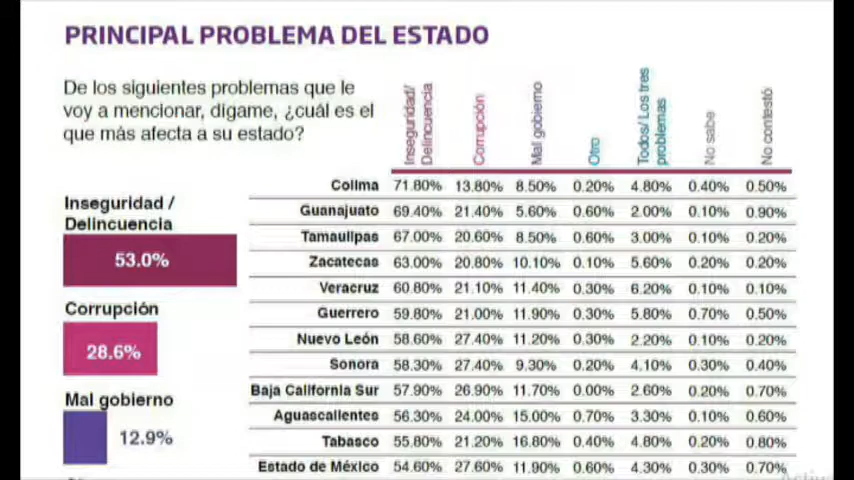 PRINCIPAL PROBLEMA DEL ESTADO
De los siguientes problemas que le
voy a mencionar, dígame, ¿cuál es el
que más afecta a su estado?
Inseguridad/ Delincuencia
Corrupción
Mal gobierno
Otro
Todos/ Los tres problemas
No sabe
No contestó
Inseguridad /
Delincuencia
53.0%
Corrupción
28.6%
Mal gobierno
12.9%
Colima 71.80% 13.80% 8.50% 0.20% 4.80% 0.40% 0.50%
Guanajuato 69.40% 21.40% 5.60% 0.60% 2.00% 0.10% 0.90%
Tamaulipas 67.00% 20.60% 8.50% 0.60% 3.00% 0.10% 0.20%
Zacatecas 63.00% 20.80% 10.10% 0.10% 5.60% 0.20% 0.20%
Veracruz 60.80% 21.10% 11.40% 0.30% 6.20% 0.10% 0.10%
Guerrero 59.80% 21.00% 11.90% 0.30% 5.80% 0.70% 0.50%
Nuevo León 58.60% 27.40% 11.20% 0.30% 2.20% 0.10% 0.20%
Sonora 58.30% 27.40% 9.30% 0.20% 4.10% 0.30% 0.40%
Baja California Sur 57.90% 26.90% 11.70% 0.00% 2.60% 0.20% 0.70%
Aguascalientes 56.30% 24.00% 15.00% 0.70% 3.30% 0.10% 0.60%
Tabasco 55.80% 21.20% 16.80% 0.40% 4.80% 0.20% 0.80%
Estado de México 54.60% 27.60% 11.90% 0.60% 4.30% 0.30% 0.70%